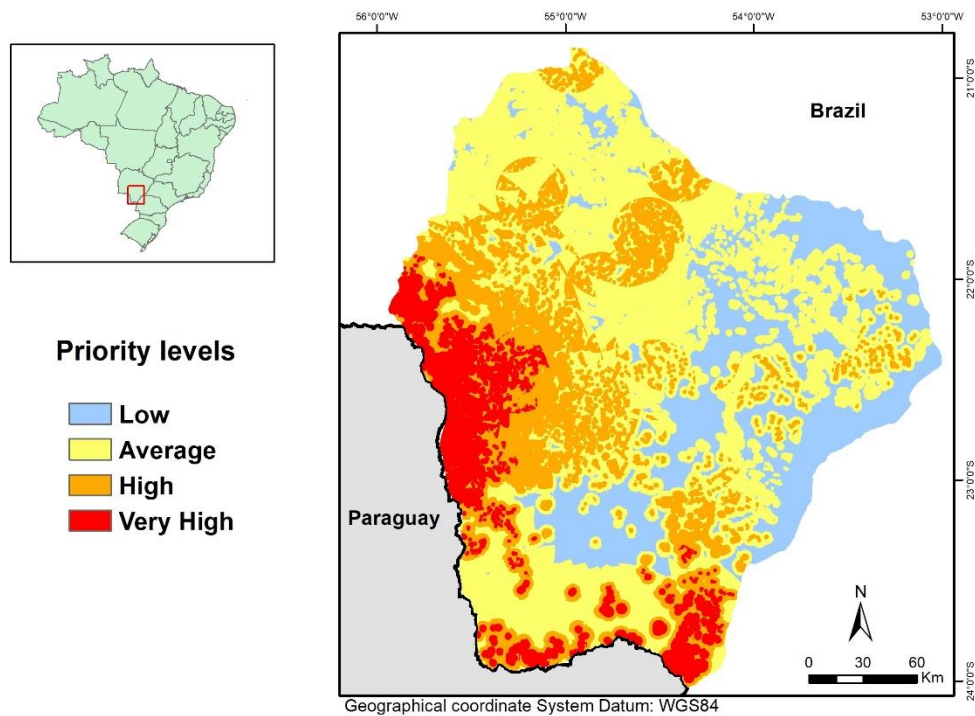 56°0'0"W 55°0'0"W 54°0'0"W 53°0'0"W
21°0'0"S
Brazil
22°0'0"S
Priority levels
Low
Average
High
Very High
23°0'0"S
Paraguay
N
0 30 60
Km
24°0'0"S
Geographical coordinate System Datum: WGS84